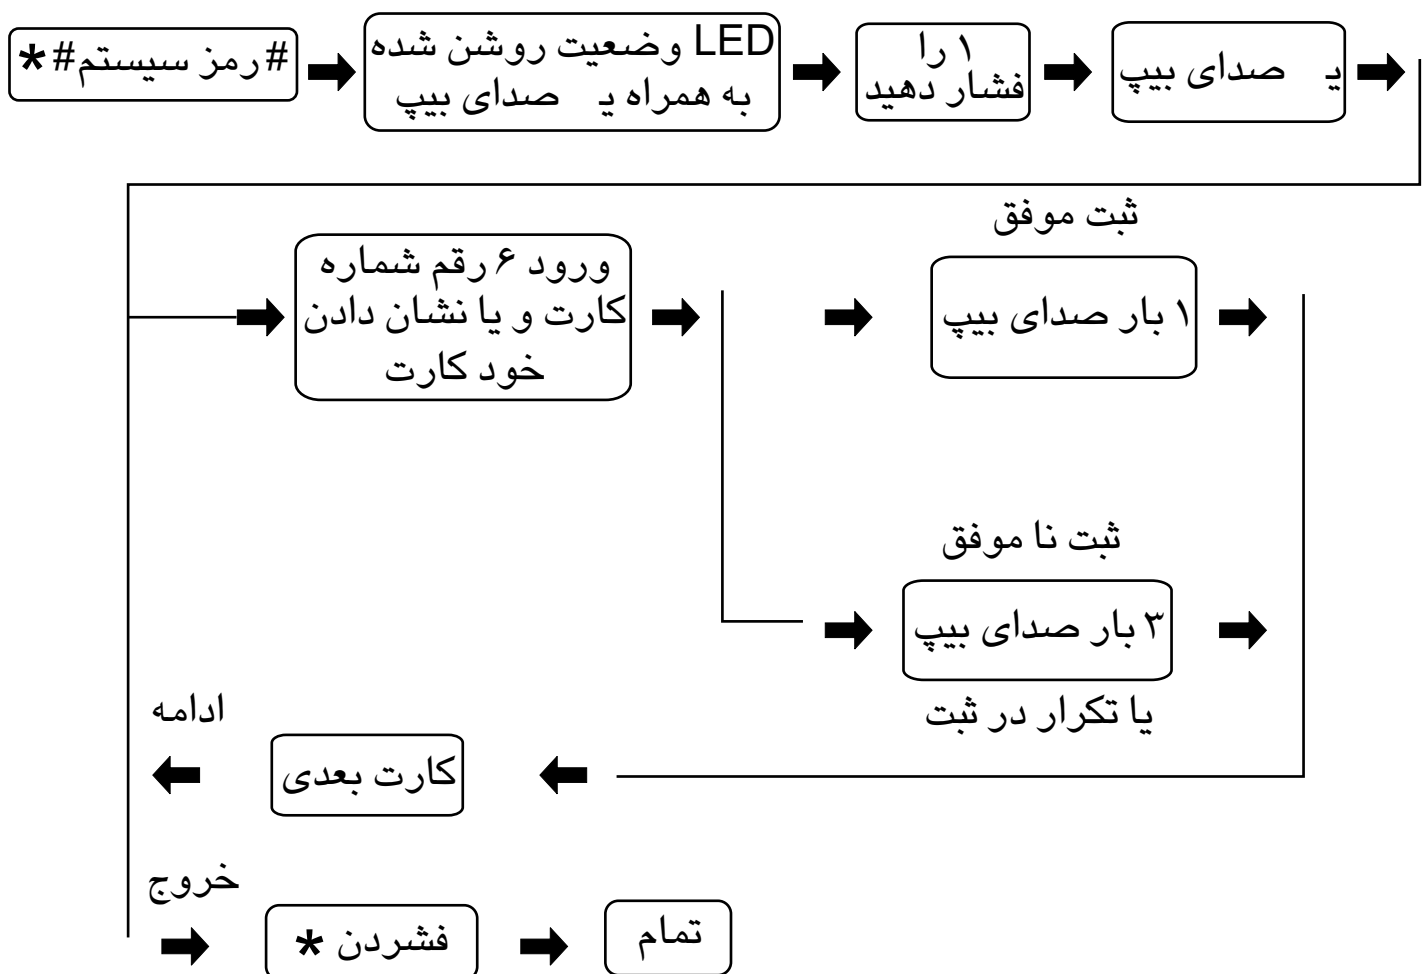 #رمز سیستم#*
LED وضعیت روشن شده
به همراه یـ صدای بیپ
۱ را
فشار دهید
یـ صدای بیپ
ثبت موفق
ورود ۶ رقم شماره
کارت و یا نشان دادن
خود کارت
۱ بار صدای بیپ
ثبت نا موفق
۳ بار صدای بیپ
یا تکرار در ثبت
ادامه
کارت بعدی
خروج
فشردن *
تمام